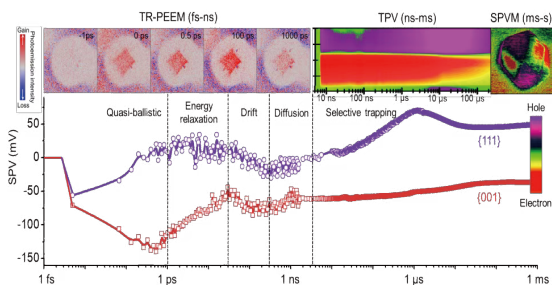 TR-PEEM (fs-ns)
TPV (ns-ms)
SPVM (ms-s)
Gain
Photoemission intensity
Loss
-1ps
0 ps
0.5 ps
100 ps
1000 ps
10 ns
100 ns
1 µs
10 µs
100 µs
Quasi-ballistic
Energy
relaxation
Drift
Diffusion
Selective trapping
Hole
{111}
{001}
Electron
SPV (mV)
50
0
-50
-100
-150
1 fs
1 ps
1 ns
1 µs
1 ms